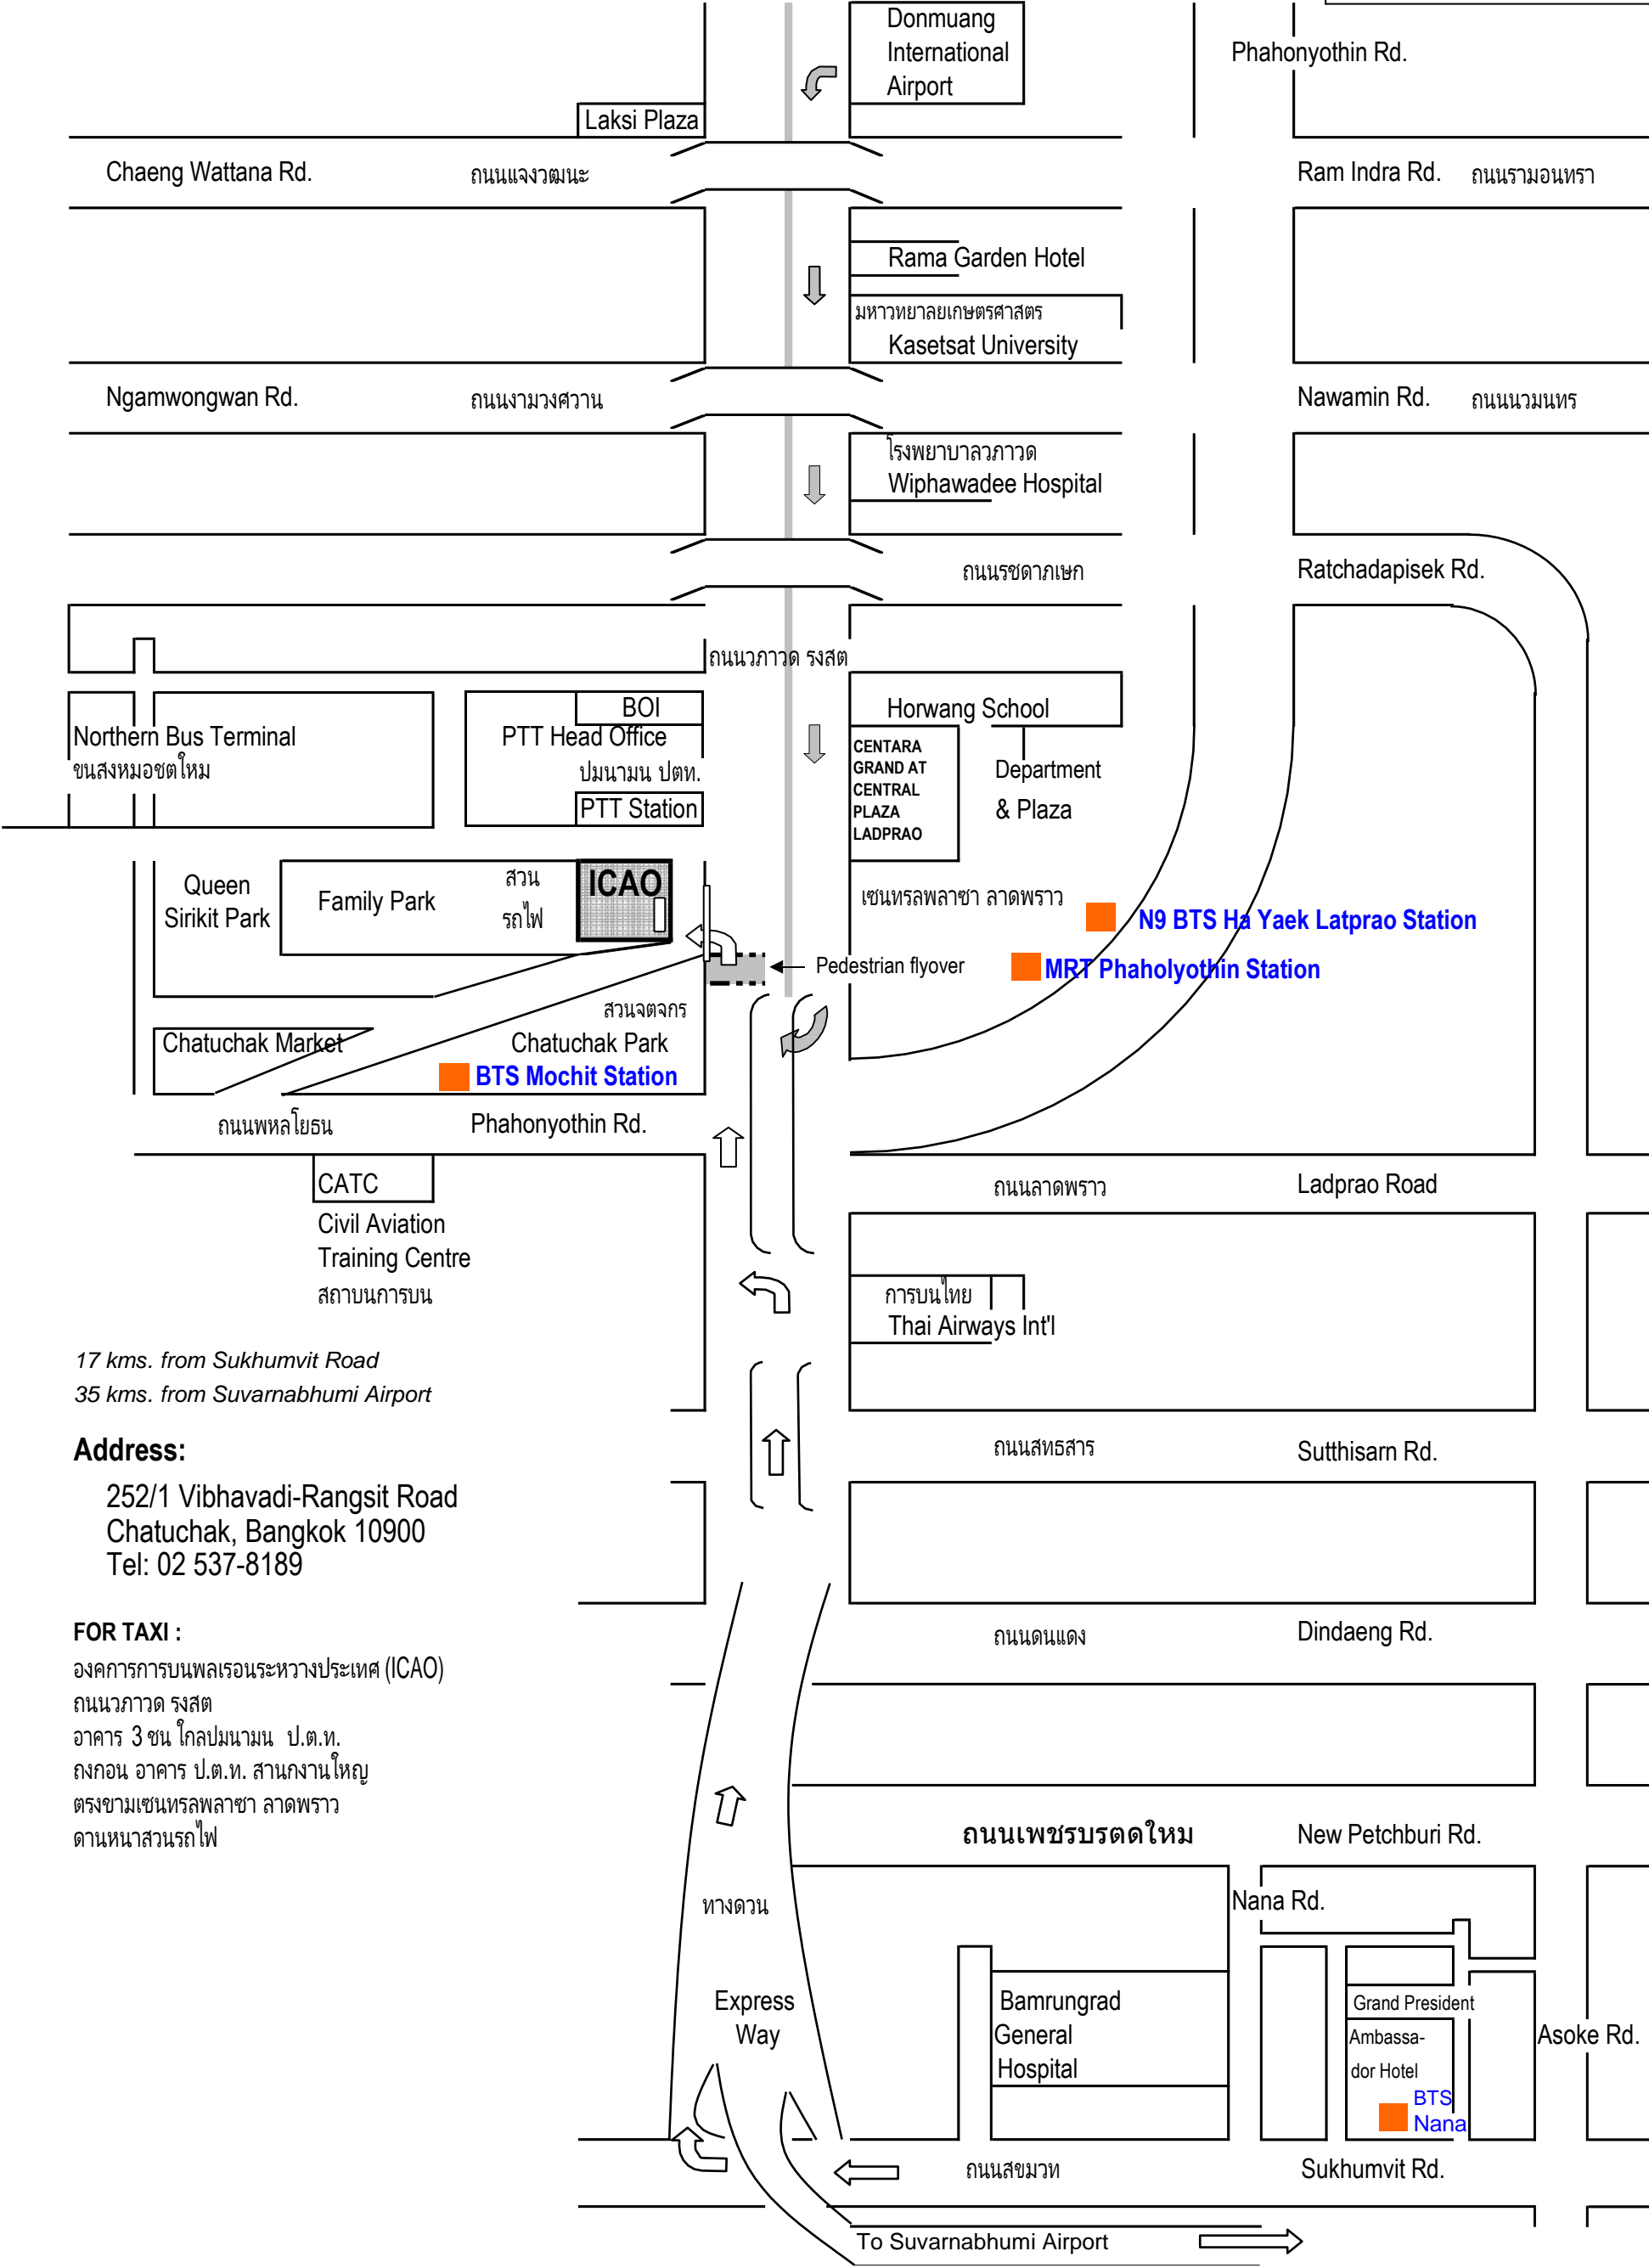 Donmuang
International
Airport
Phahonyothin Rd.
Laksi Plaza
Chaeng Wattana Rd.
ถนนแจงวฒนะ
Ram Indra Rd.
ถนนรามอนทรา
Rama Garden Hotel
มหาวทยาลยเกษตรศาสตร
Kasetsat University
Ngamwongwan Rd.
ถนนงามวงศวาน
Nawamin Rd.
ถนนนวมนทร
โรงพยาบาลวภาวด
Wiphawadee Hospital
ถนนรชดาภเษก
Ratchadapisek Rd.
ถนนวภาวด รงสต
BOI
PTT Head Office
ปมนามน ปตท.
PTT Station
Northern Bus Terminal
ขนสงหมอชตใหม
Horwang School
CENTARA
GRAND AT
CENTRAL
PLAZA
LADPRAO
Department
& Plaza
Queen
Sirikit Park
Family Park
สวน
รถไฟ
ICAO
เซนทรลพลาซา ลาดพราว
N9 BTS Ha Yaek Latprao Station
MRT Phaholyothin Station
Pedestrian flyover
สวนจตจกร
Chatuchak Market
Chatuchak Park
BTS Mochit Station
ถนนพหลโยธน
Phahonyothin Rd.
CATC
Civil Aviation
Training Centre
สถาบนการบน
ถนนลาดพราว
Ladprao Road
การบนไทย
Thai Airways Int'l
17 kms. from Sukhumvit Road
35 kms. from Suvarnabhumi Airport
Address:
252/1 Vibhavadi-Rangsit Road
Chatuchak, Bangkok 10900
Tel: 02 537-8189
ถนนสทธสาร
Sutthisarn Rd.
FOR TAXI :
องคการการบนพลเรอนระหวางประเทศ (ICAO)
ถนนวภาวด รงสต
อาคาร 3 ชน ใกลปมนามน ป.ต.ท.
ถงกอน อาคาร ป.ต.ท. สานกงานใหญ
ตรงขามเซนทรลพลาซา ลาดพราว
ดานหนาสวนรถไฟ
ถนนดนแดง
Dindaeng Rd.
ถนนเพชรบรตดใหม
New Petchburi Rd.
ทางดวน
Express
Way
Nana Rd.
Bamrungrad
General
Hospital
Grand President
Ambassa-
dor Hotel
BTS
Nana
Asoke Rd.
ถนนสขมวท
Sukhumvit Rd.
To Suvarnabhumi Airport